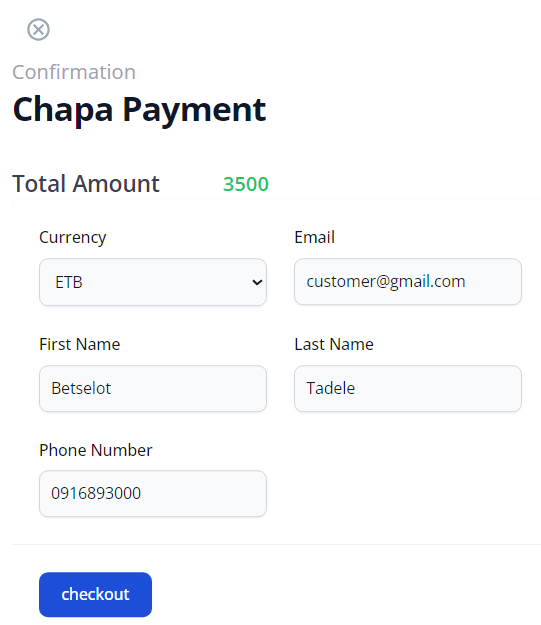 Confirmation
Chapa Payment
Total Amount 3500
Currency Email
ETB customer@gmail.com
First Name Last Name
Betselot Tadele
Phone Number
0916893000
checkout